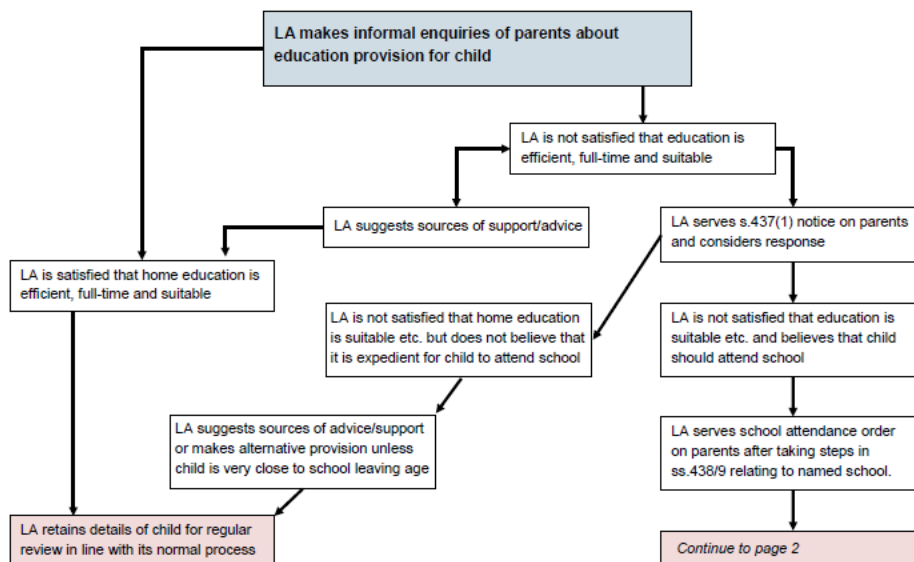 LA makes informal enquiries of parents about
education provision for child
LA is not satisfied that education is
efficient, full-time and suitable
LA suggests sources of support/advice
LA serves s.437(1) notice on parents
and considers response
LA is satisfied that home education is
efficient, full-time and suitable
LA is not satisfied that home education
is suitable etc. but does not believe that
it is expedient for child to attend school
LA is not satisfied that education is
suitable etc. and believes that child
should attend school
LA suggests sources of advice/support
or makes alternative provision unless
child is very close to school leaving age
LA serves school attendance order
on parents after taking steps in
ss.438/9 relating to named school.
LA retains details of child for regular
review in line with its normal process
Continue to page 2